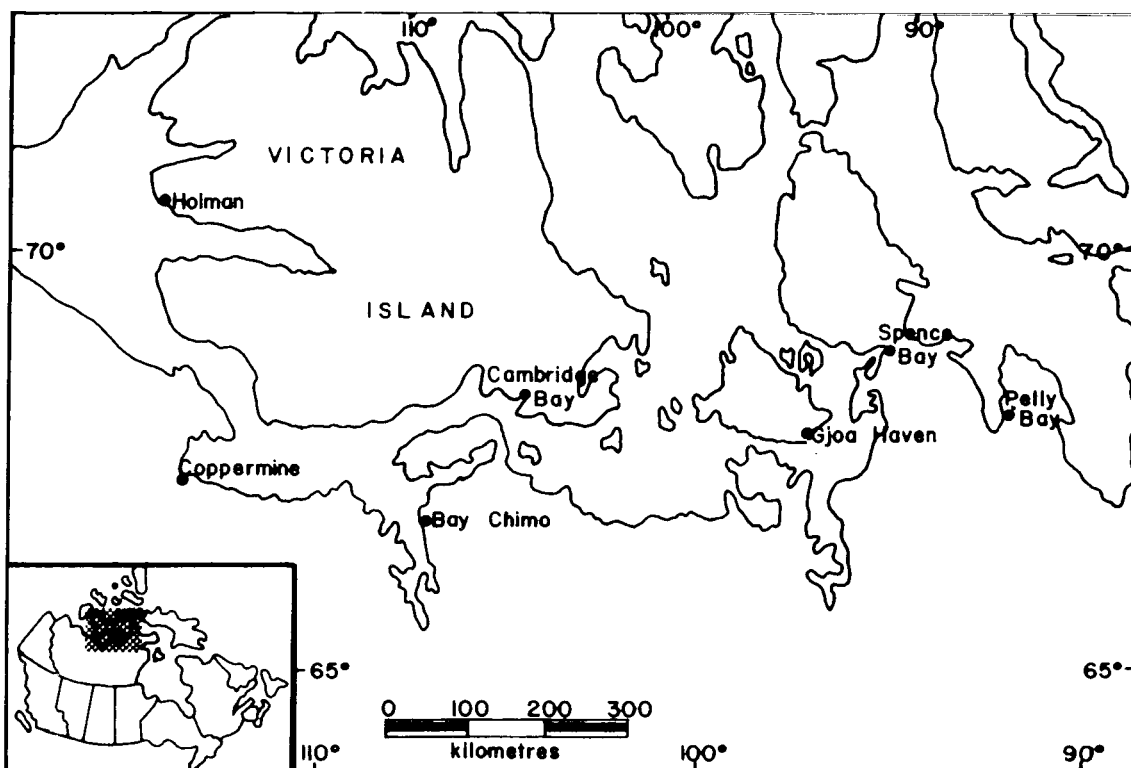 110° 100° 90°
VICTORIA
Holman
70° 70°
ISLAND
Spence
Bay
Cambridge
Bay
Pelly
Bay
Gjoa Haven
Coppermine
Bay Chimo
65° 65°
0 100 200 300
kilometres
110° 100° 90°